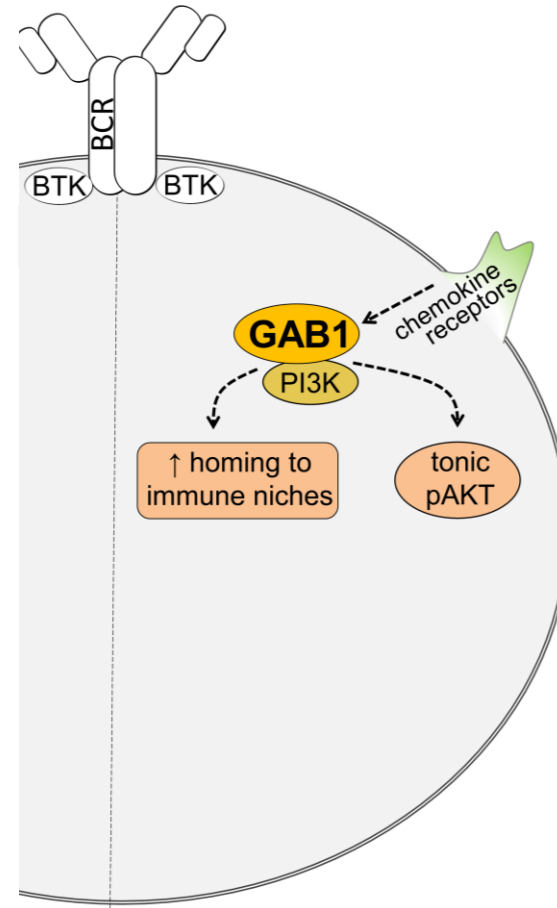 BCR
BTK
BTK
chemokine
receptors
GAB1
PI3K
↑ homing to
immune niches
tonic
pAKT